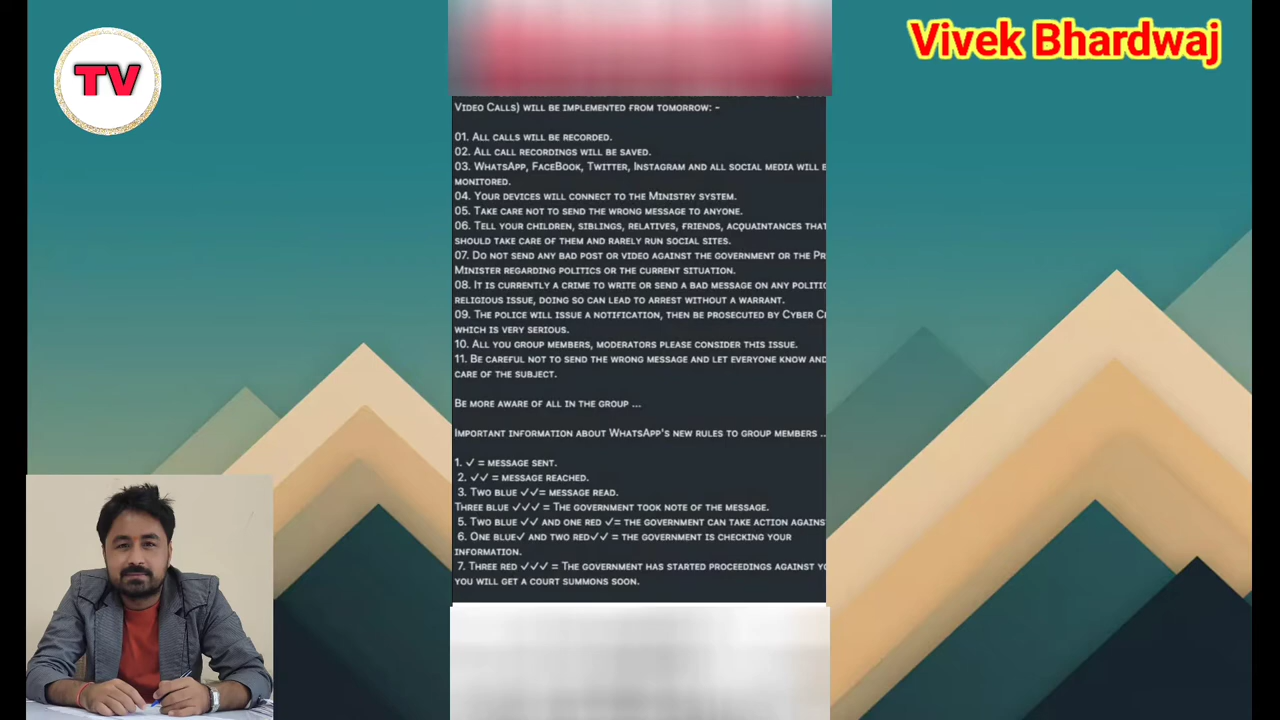 TV
Vivek Bhardwaj
VIDEO CALLS) WILL BE IMPLEMENTED FROM TOMORROW: -
01. ALL CALLS WILL BE RECORDED.
02. ALL CALL RECORDINGS WILL BE SAVED.
03. WHATSAPP, FACEBOOK, TWITTER, INSTAGRAM AND ALL SOCIAL MEDIA WILL
MONITORED.
04. YOUR DEVICES WILL CONNECT TO THE MINISTRY SYSTEM.
05. TAKE CARE NOT TO SEND THE WRONG MESSAGE TO ANYONE.
06. TELL YOUR CHILDREN, SIBLINGS, RELATIVES, FRIENDS, ACQUAINTANCES THAT
SHOULD TAKE CARE OF THEM AND RARELY RUN SOCIAL SITES.
07. DO NOT SEND ANY BAD POST OR VIDEO AGAINST THE GOVERNMENT OR THE
MINISTER REGARDING POLITICS OR THE CURRENT SITUATION.
08. IT IS CURRENTLY A CRIME TO WRITE OR SEND A BAD MESSAGE ON ANY
RELIGIOUS ISSUE, DOING SO CAN LEAD TO ARREST WITHOUT A WARRANT.
09. THE POLICE WILL ISSUE A NOTIFICATION, THEN BE PROSECUTED BY CYBER
WHICH IS VERY SERIOUS.
10. ALL YOU GROUP MEMBERS, MODERATORS PLEASE CONSIDER THIS ISSUE.
11. BE CAREFUL NOT TO SEND THE WRONG MESSAGE AND LET EVERYONE KNOW AND
CARE OF THE SUBJECT.
BE MORE AWARE OF ALL IN THE GROUP ...
IMPORTANT INFORMATION ABOUT WHATSAPP'S NEW RULES TO GROUP MEMBERS ..
1. ✓ = MESSAGE SENT.
2. ✓✓ = MESSAGE REACHED.
3. TWO BLUE ✓✓= MESSAGE READ.
THREE BLUE ✓✓✓ = THE GOVERNMENT TOOK NOTE OF THE MESSAGE.
5. TWO BLUE ✓✓ AND ONE RED ✓= THE GOVERNMENT CAN TAKE ACTION
6. ONE BLUE✓ AND TWO RED✓✓ = THE GOVERNMENT IS CHECKING YOUR
INFORMATION.
7. THREE RED ✓✓✓ = THE GOVERNMENT HAS STARTED PROCEEDINGS AGAINST
YOU WILL GET A COURT SUMMONS SOON.